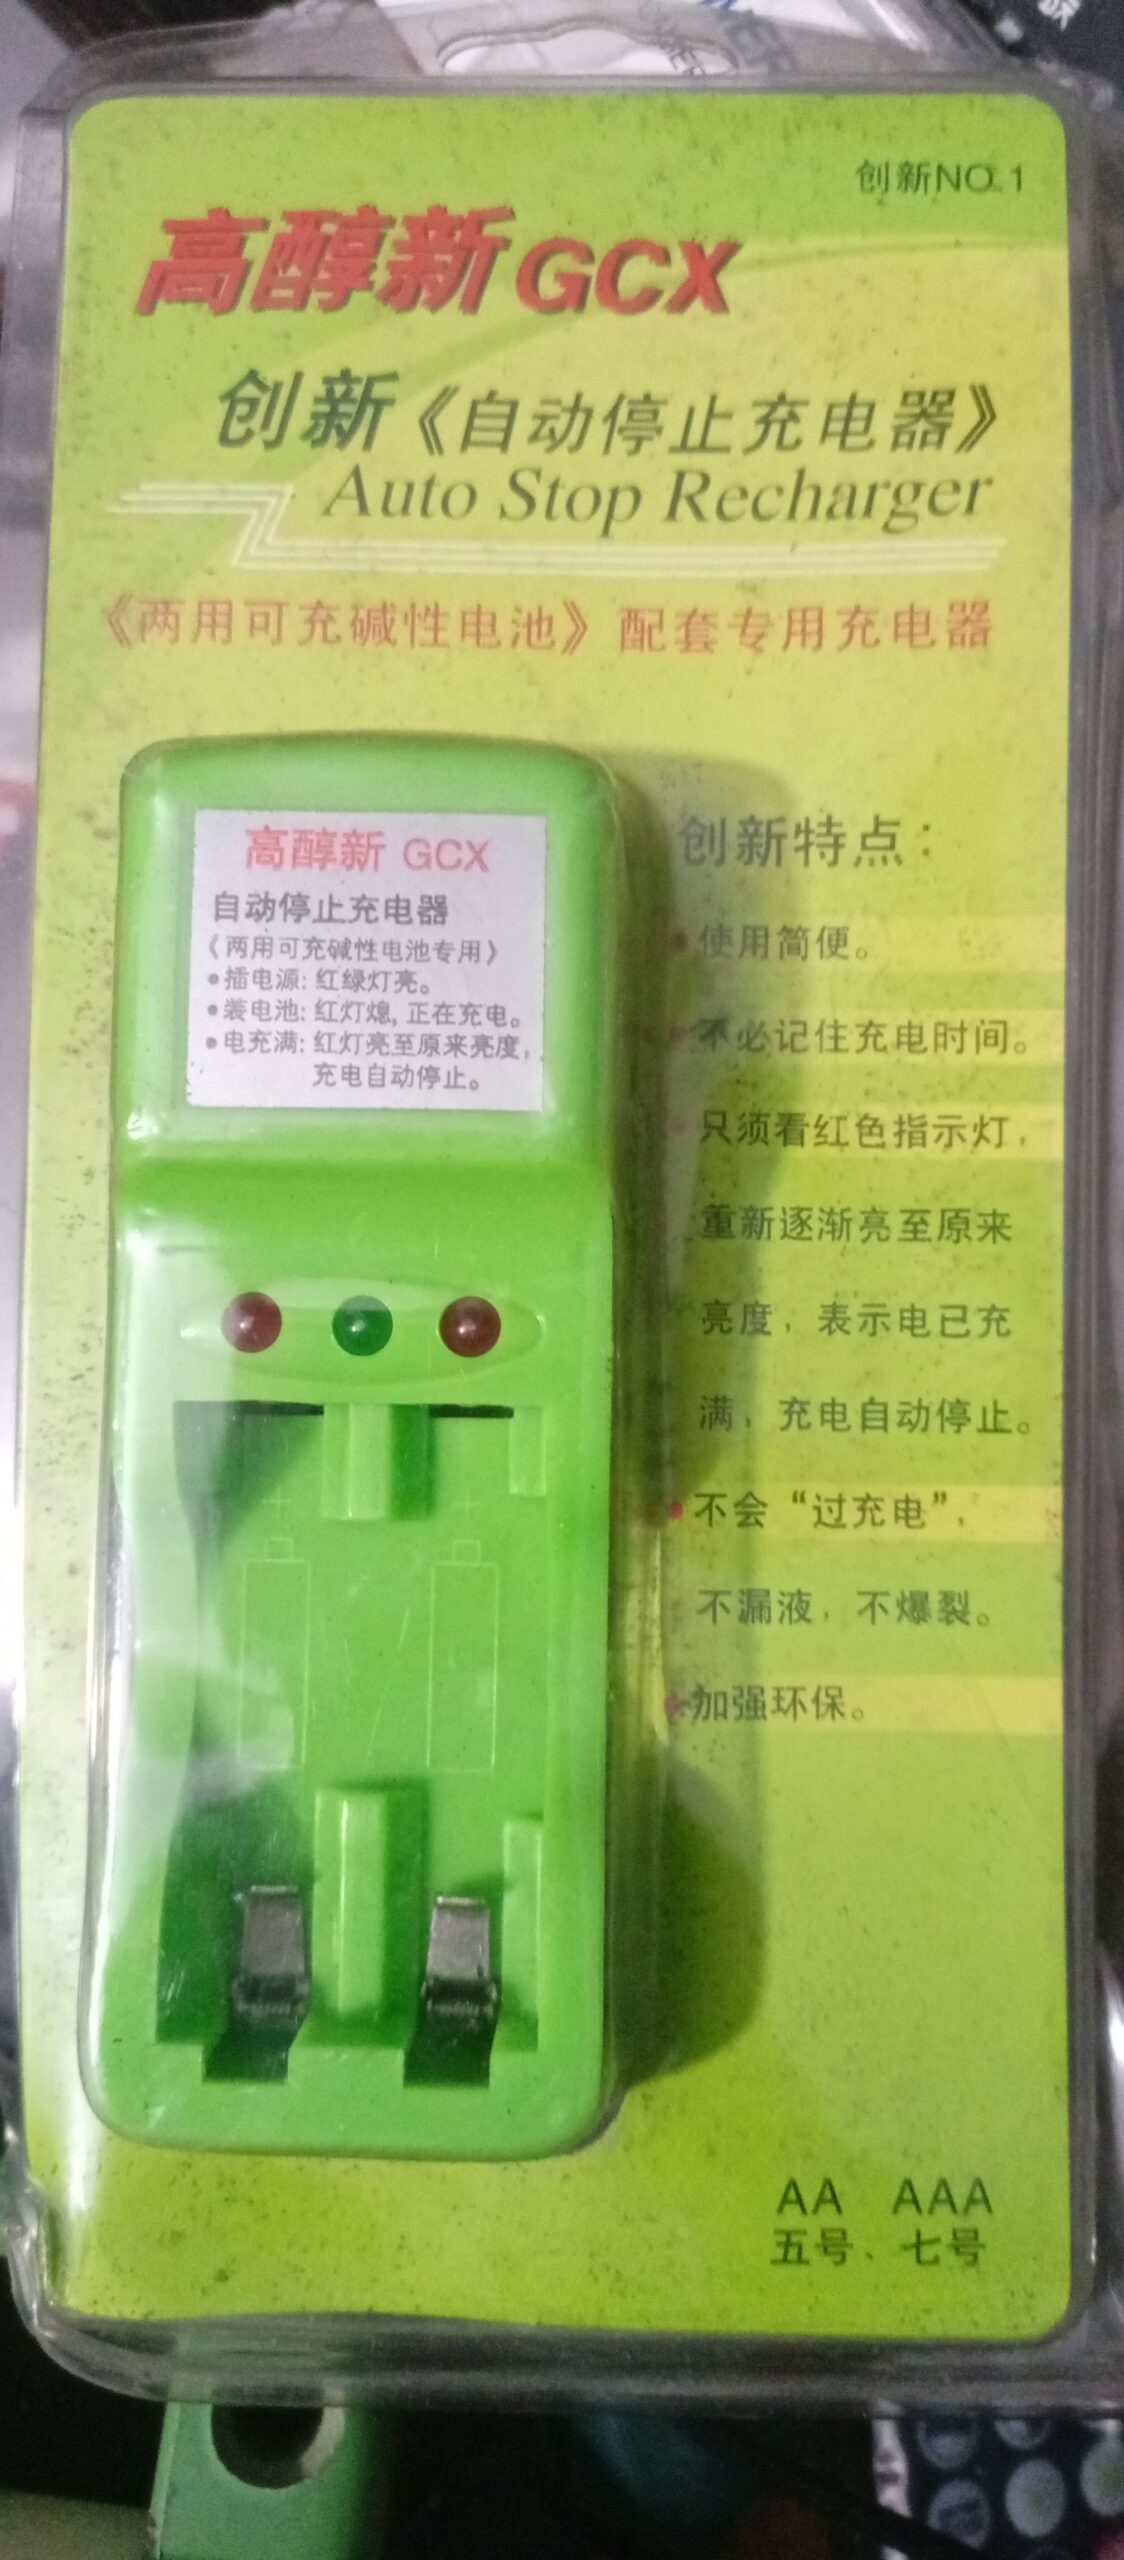 创新NO.1
高醇新GCX
创新《自动停止充电器》
Auto Stop Recharger
《两用可充碱性电池》配套专用充电器
高醇新 GCX
自动停止充电器
《两用可充碱性电池专用》
•插电源: 红绿灯亮。
•装电池: 红灯熄, 正在充电。
•电充满: 红灯亮至原来亮度,
充电自动停止。
创新特点：
•使用简便。
•不必记住充电时间。
•只须看红色指示灯，
重新逐渐亮至原来
亮度，表示电已充
满，充电自动停止。
•不会“过充电”，
不漏液，不爆裂。
•加强环保。
AA AAA
五号、七号